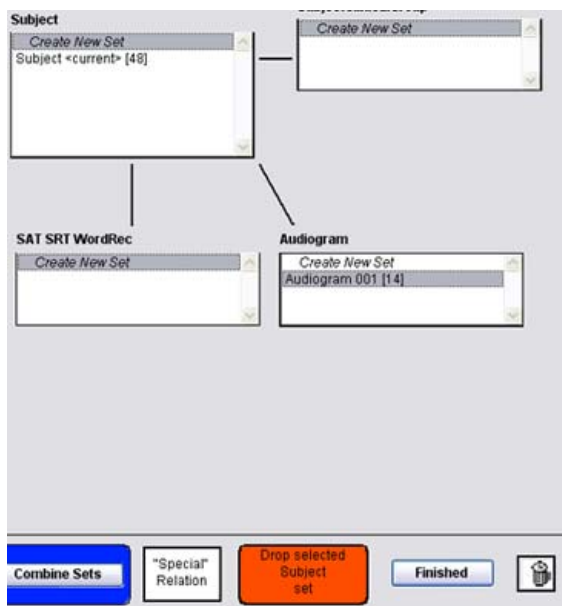 Subject
Create New Set
Subject <current> [48]
Create New Set
SAT SRT WordRec
Create New Set
Audiogram
Create New Set
Audiogram 001 [14]
Combine Sets
"Special"
Relation
Drop selected
Subject
set
Finished